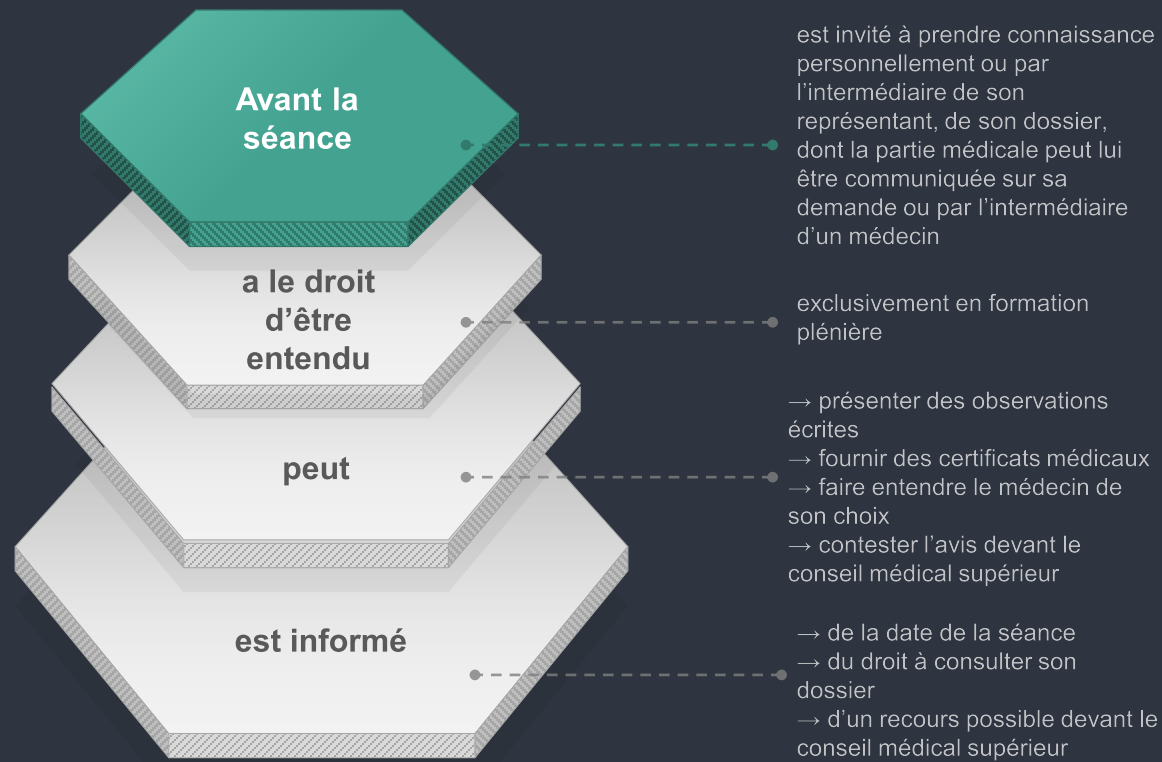 Avant la
séance
est invité à prendre connaissance
personnellement ou par
l’intermédiaire de son
représentant, de son dossier,
dont la partie médicale peut lui
être communiquée sur sa
demande ou par l’intermédiaire
d’un médecin
a le droit
d’être
entendu
exclusivement en formation
plénière
peut
→ présenter des observations
écrites
→ fournir des certificats médicaux
→ faire entendre le médecin de
son choix
→ contester l’avis devant le
conseil médical supérieur
est informé
→ de la date de la séance
→ du droit à consulter son
dossier
→ d’un recours possible devant le
conseil médical supérieur